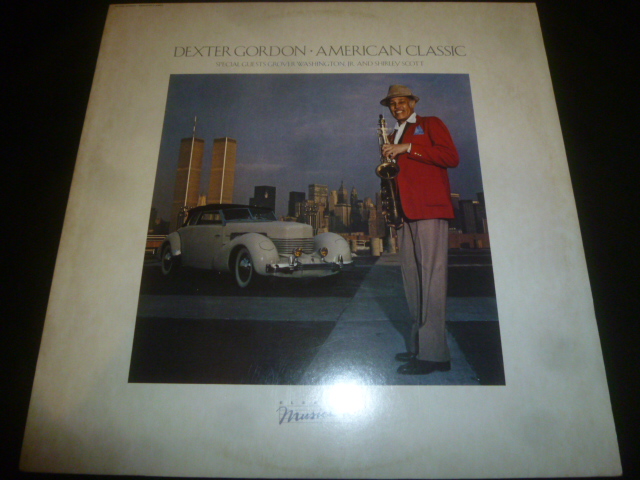 DEXTER GORDON • AMERICAN CLASSIC
SPECIAL GUESTS GROVER WASHINGTON, JR. AND SHIRLEY SCOTT